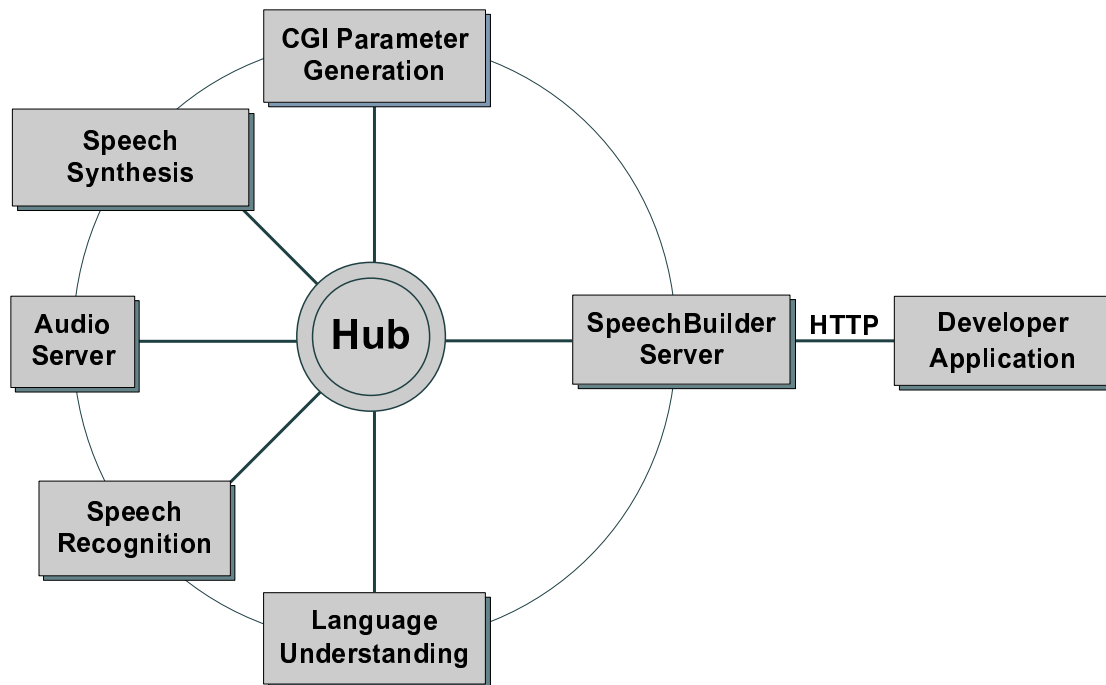 CGI Parameter
Generation
Speech
Synthesis
Audio
Server
Hub
SpeechBuilder
Server
HTTP
Developer
Application
Speech
Recognition
Language
Understanding